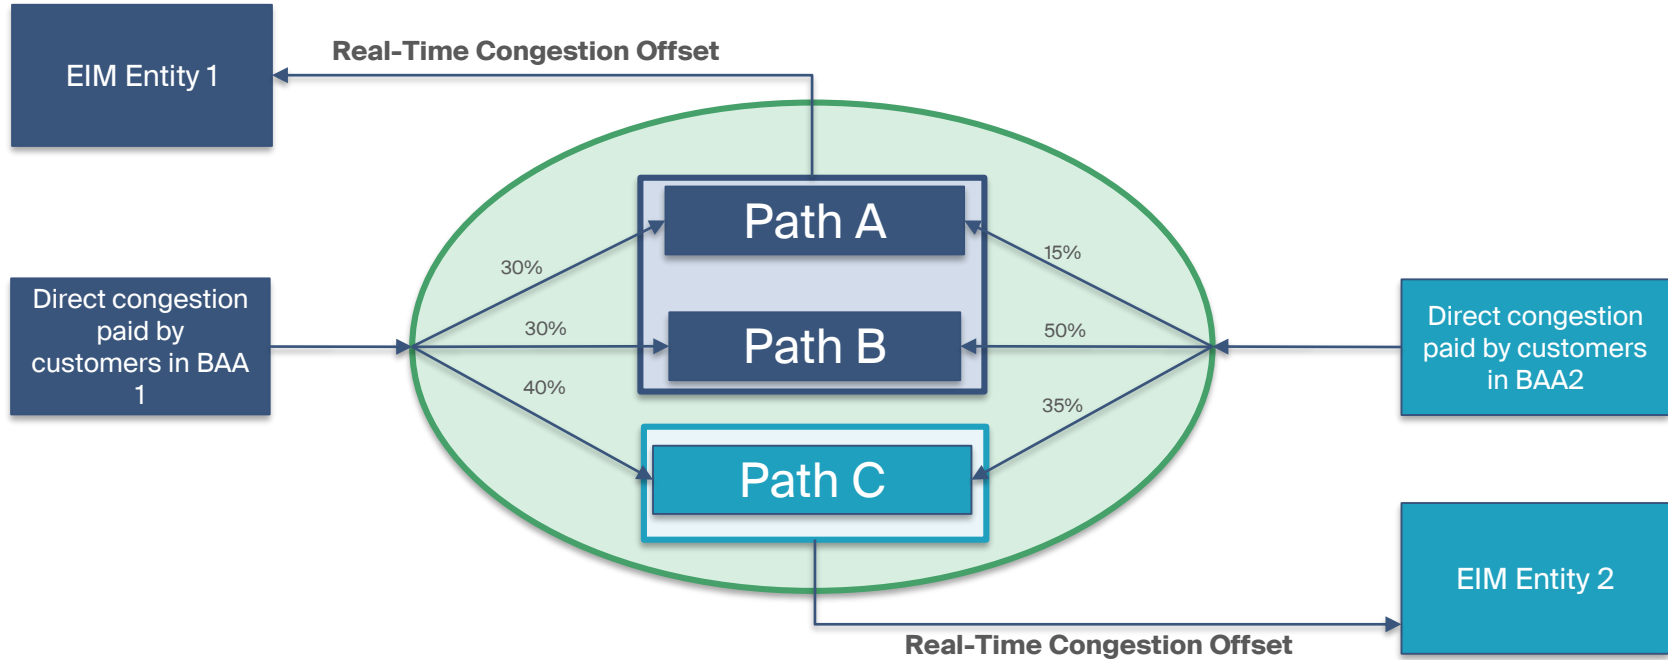 Real-Time Congestion Offset
EIM Entity 1
Path A
30%
15%
Direct congestion
paid by
customers in BAA
1
30%
Path B
50%
Direct congestion
paid by customers
in BAA2
40%
35%
Path C
EIM Entity 2
Real-Time Congestion Offset